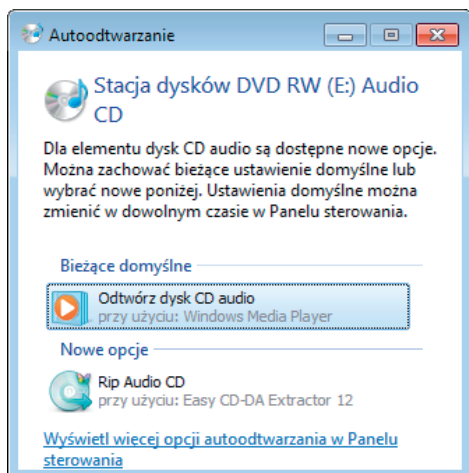 Autoodtwarzanie
Stacja dysków DVD RW (E:) Audio
CD
Dla elementu dysk CD audio są dostępne nowe opcje.
Można zachować bieżące ustawienie domyślne lub
wybrać nowe poniżej. Ustawienia domyślne można
zmienić w dowolnym czasie w Panelu sterowania.
Bieżące domyślne
Odtwórz dysk CD audio
przy użyciu: Windows Media Player
Nowe opcje
Rip Audio CD
przy użyciu: Easy CD-DA Extractor 12
Wyświetl więcej opcji autoodtwarzania w Panelu
sterowania